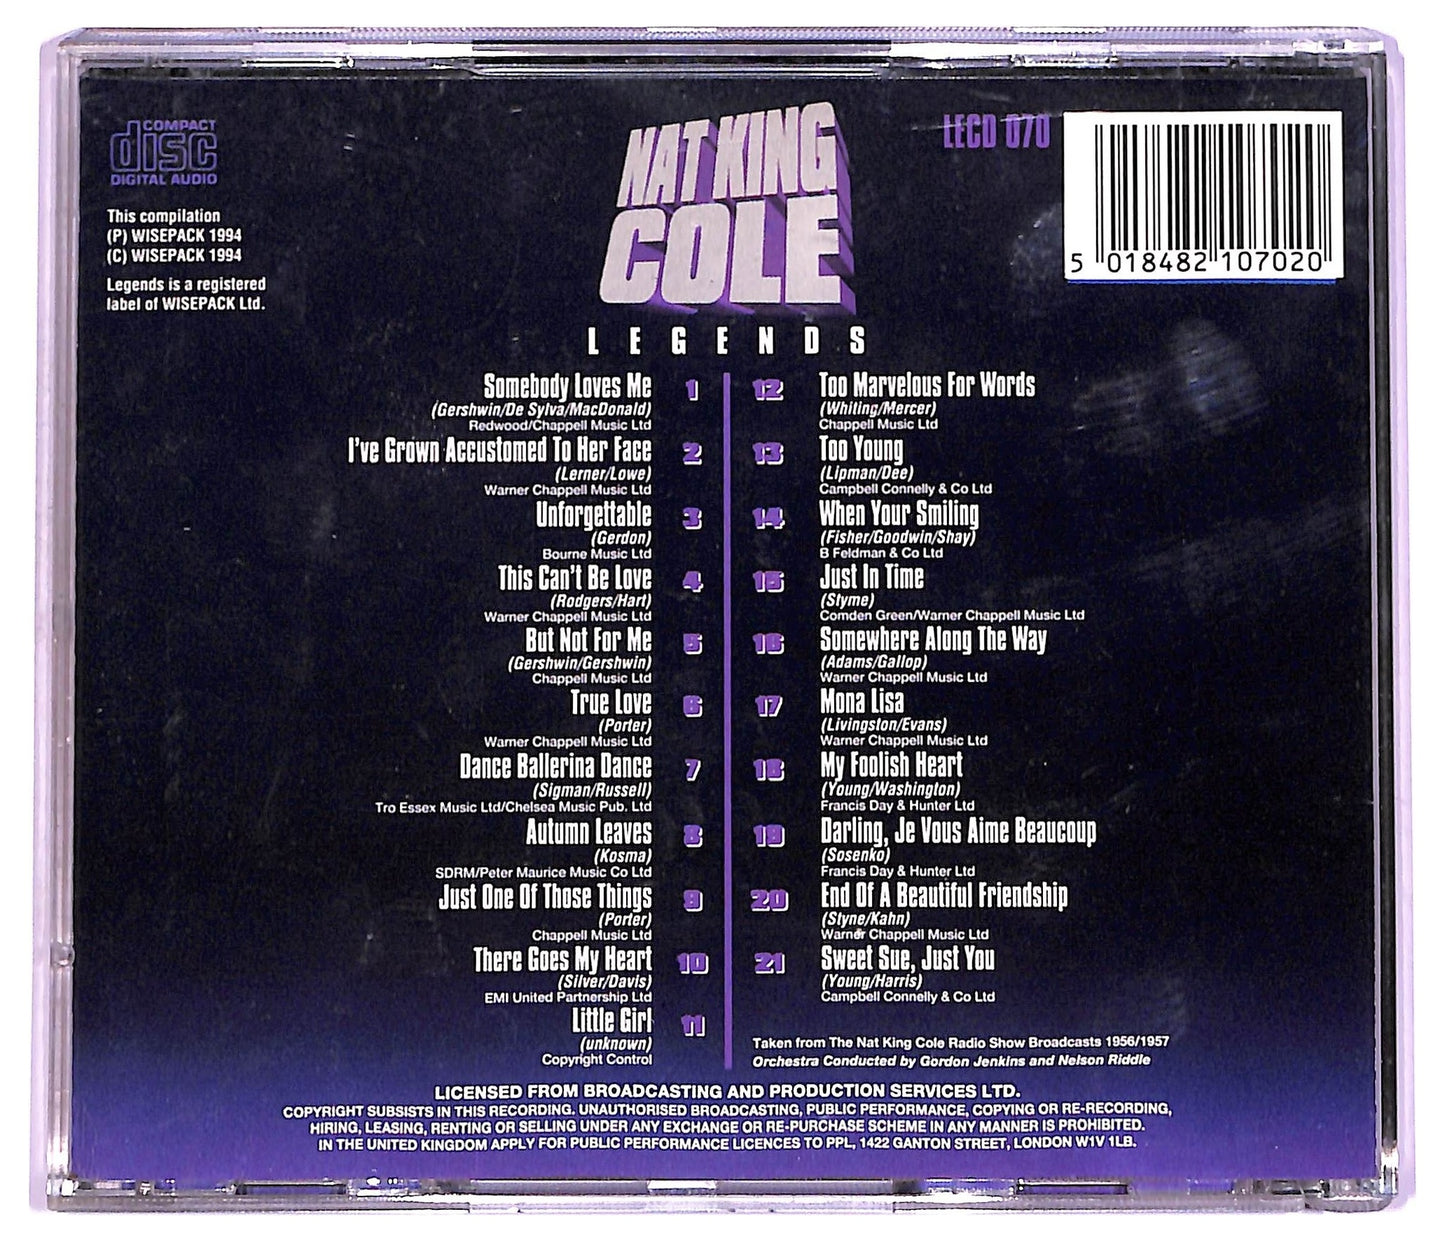 COMPACT
disc
DIGITAL AUDIO
This compilation
(P) WISEPACK 1994
(C) WISEPACK 1994
Legends is a registered
label of WISEPACK Ltd.
NAT KING
COLE
LEGENDS
LECD 070
5 018482 107020
Somebody Loves Me 1
(Gershwin/De Sylva/MacDonald)
Redwood/Chappell Music Ltd
I've Grown Accustomed To Her Face 2
(Lerner/Lowe)
Warner Chappell Music Ltd
Unforgettable 3
(Gerdon)
Bourne Music Ltd
This Can't Be Love 4
(Rodgers/Hart)
Warner Chappell Music Ltd
But Not For Me 5
(Gershwin/Gershwin)
Chappell Music Ltd
True Love 6
(Porter)
Warner Chappell Music Ltd
Dance Ballerina Dance 7
(Sigman/Russell)
Tro Essex Music Ltd/Chelsea Music Pub. Ltd
Autumn Leaves 8
(Kosma)
SDRM/Peter Maurice Music Co Ltd
Just One Of Those Things 9
(Porter)
Chappell Music Ltd
There Goes My Heart 10
(Silver/Davis)
EMI United Partnership Ltd
Little Girl 11
(unknown)
Copyright Control
12 Too Marvelous For Words
(Whiting/Mercer)
Chappell Music Ltd
13 Too Young
(Lipman/Dee)
Campbell Connelly & Co Ltd
14 When Your Smiling
(Fisher/Goodwin/Shay)
B Feldman & Co Ltd
15 Just In Time
(Styme)
Comden Green/Warner Chappell Music Ltd
16 Somewhere Along The Way
(Adams/Gallop)
Warner Chappell Music Ltd
17 Mona Lisa
(Livingston/Evans)
Warner Chappell Music Ltd
18 My Foolish Heart
(Young/Washington)
Francis Day & Hunter Ltd
19 Darling, Je Vous Aime Beaucoup
(Sosenko)
Francis Day & Hunter Ltd
20 End Of A Beautiful Friendship
(Styne/Kahn)
Warner Chappell Music Ltd
21 Sweet Sue, Just You
(Young/Harris)
Campbell Connelly & Co Ltd
Taken from The Nat King Cole Radio Show Broadcasts 1956/1957
Orchestra Conducted by Gordon Jenkins and Nelson Riddle
LICENSED FROM BROADCASTING AND PRODUCTION SERVICES LTD.
COPYRIGHT SUBSISTS IN THIS RECORDING. UNAUTHORISED BROADCASTING, PUBLIC PERFORMANCE, COPYING OR RE-RECORDING,
HIRING, LEASING, RENTING OR SELLING UNDER ANY EXCHANGE OR RE-PURCHASE SCHEME IN ANY MANNER IS PROHIBITED.
IN THE UNITED KINGDOM APPLY FOR PUBLIC PERFORMANCE LICENCES TO PPL, 1422 GANTON STREET, LONDON W1V 1LB.